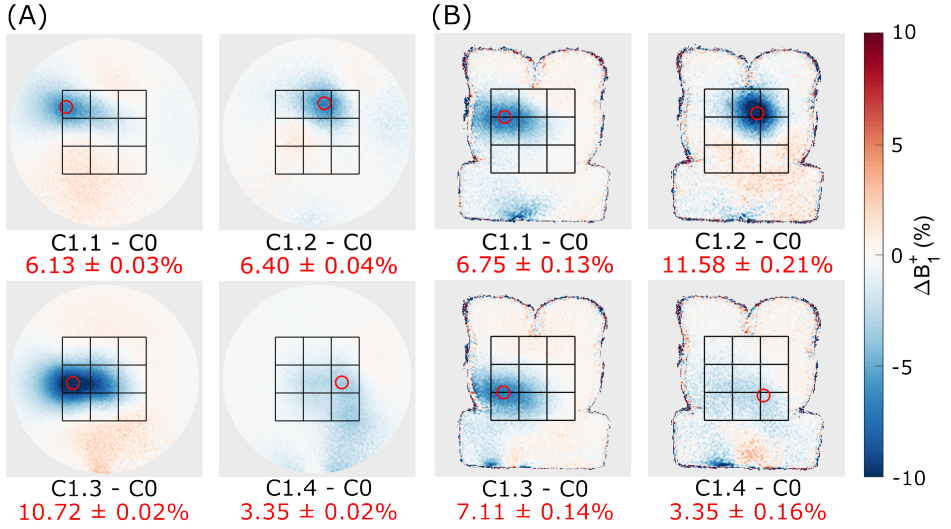 (A) (B)
C1.1 - C0 C1.2 - C0 C1.1 - C0 C1.2 - C0
6.13 ± 0.03% 6.40 ± 0.04% 6.75 ± 0.13% 11.58 ± 0.21%
C1.3 - C0 C1.4 - C0 C1.3 - C0 C1.4 - C0
10.72 ± 0.02% 3.35 ± 0.02% 7.11 ± 0.14% 3.35 ± 0.16%
10
5
0
-5
-10
ΔB₁⁺ (%)